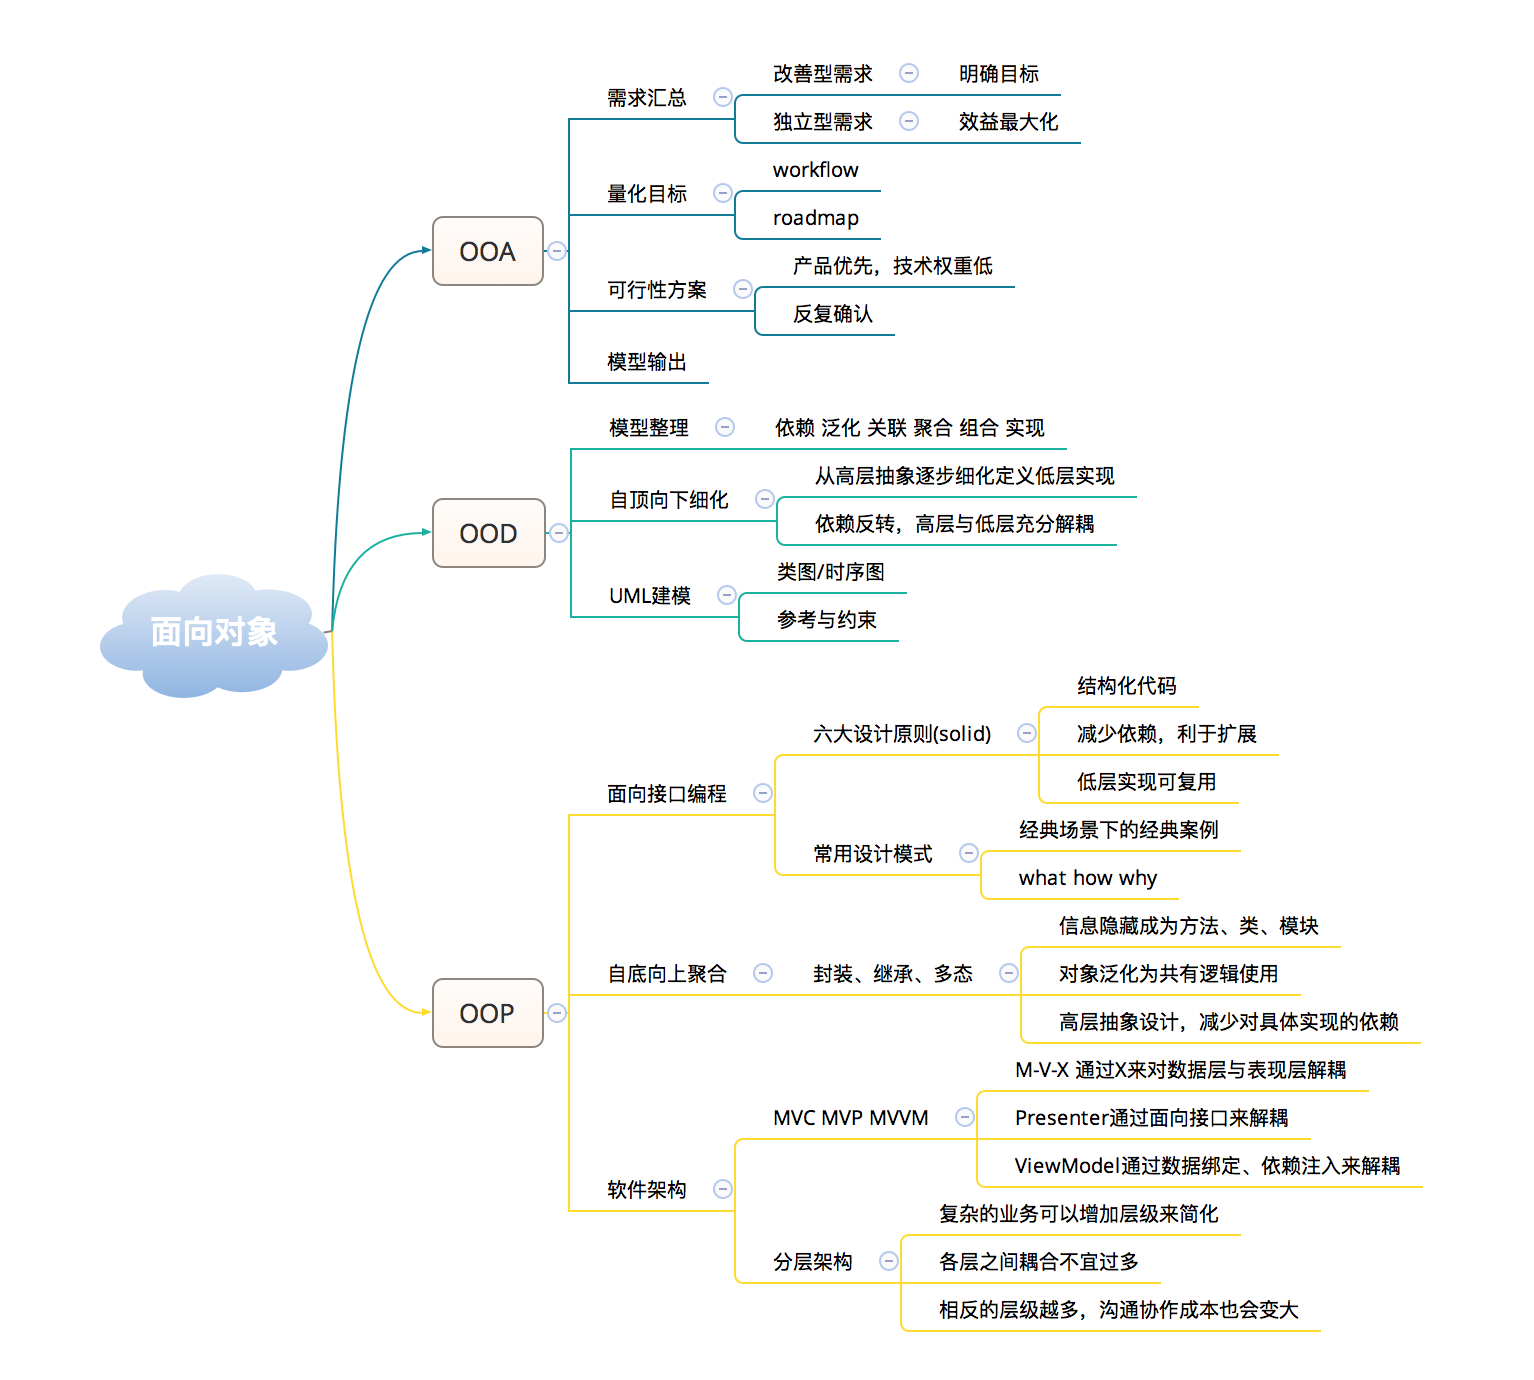 面向对象
OOA
需求汇总
改善型需求
明确目标
独立型需求
效益最大化
量化目标
workflow
roadmap
可行性方案
产品优先，技术权重低
反复确认
模型输出
OOD
模型整理
依赖 泛化 关联 聚合 组合 实现
自顶向下细化
从高层抽象逐步细化定义低层实现
依赖反转，高层与低层充分解耦
UML建模
类图/时序图
参考与约束
OOP
面向接口编程
六大设计原则(solid)
结构化代码
减少依赖，利于扩展
低层实现可复用
常用设计模式
经典场景下的经典案例
what how why
自底向上聚合
封装、继承、多态
信息隐藏成为方法、类、模块
对象泛化为共有逻辑使用
高层抽象设计，减少对具体实现的依赖
软件架构
MVC MVP MVVM
M-V-X 通过X来对数据层与表现层解耦
Presenter通过面向接口来解耦
ViewModel通过数据绑定、依赖注入来解耦
分层架构
复杂的业务可以增加层级来简化
各层之间耦合不宜过多
相反的层级越多，沟通协作成本也会变大